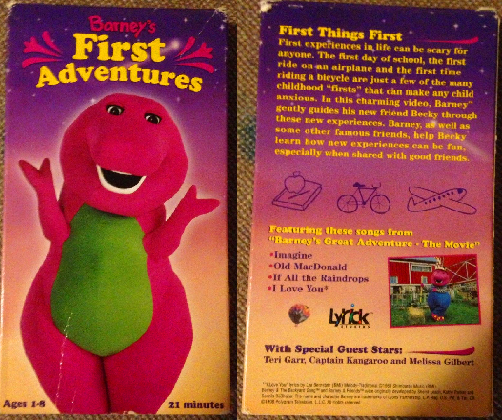 Barney's
First
Adventures
Ages 1-8
21 minutes
First Things First
First experiences in life can be scary for
anyone. The first day of school, the first
ride on an airplane and the first time
riding a bicycle are just a few of the many
childhood "firsts" that can make any child
anxious. In this charming video, Barney™
gently guides his new friend Becky through
these new experiences. Barney, as well as
some other famous friends, help Becky
learn how new experiences can be fun,
especially when shared with good friends.
Featuring these songs from
"Barney's Great Adventure - The Movie"
•Imagine
•Old MacDonald
•If All the Raindrops
•I Love You*
Lyrick
STUDIOS
With Special Guest Stars:
Teri Garr, Captain Kangaroo and Melissa Gilbert